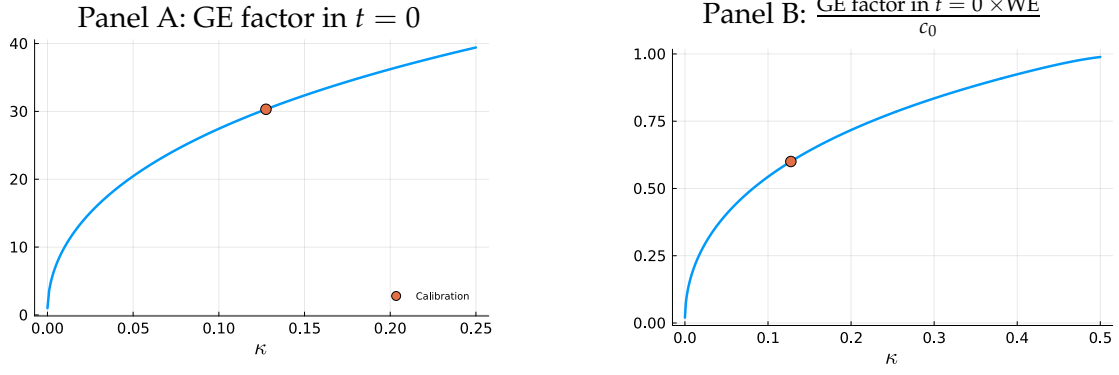 Panel A: GE factor in t = 0
40
30
20
10
0
0.00 0.05 0.10 0.15 0.20 0.25
κ
Calibration
Panel B: GE factor in t = 0 ×WE
c0
1.00
0.75
0.50
0.25
0.00
0.0 0.1 0.2 0.3 0.4 0.5
κ